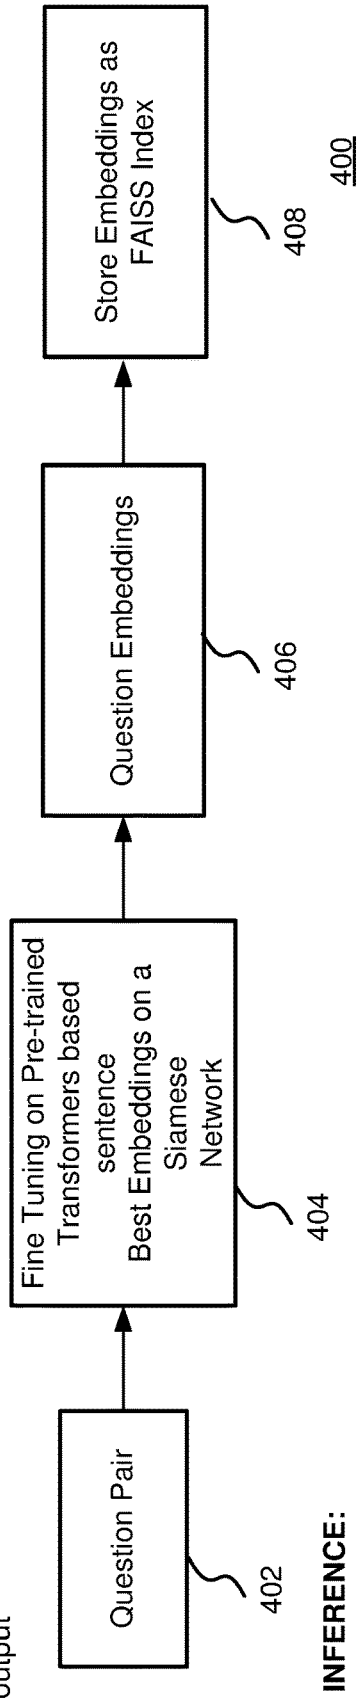 output
Question Pair
402
Fine Tuning on Pre-trained
Transformers based
sentence
Best Embeddings on a
Siamese
Network
404
Question Embeddings
406
Store Embeddings as
FAISS Index
408
400
INFERENCE: